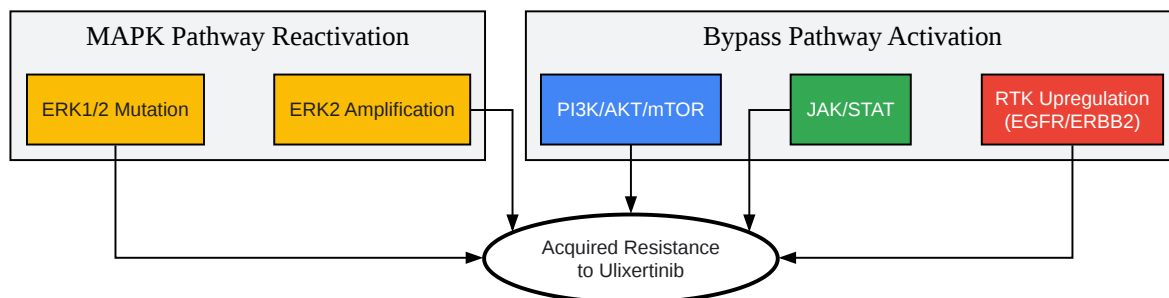 MAPK Pathway Reactivation
ERK1/2 Mutation
ERK2 Amplification
Bypass Pathway Activation
PI3K/AKT/mTOR
JAK/STAT
RTK Upregulation
(EGFR/ERBB2)
Acquired Resistance
to Ulixertinib